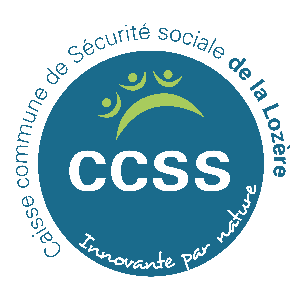 Caisse commune de Sécurité sociale de la Lozère
CCSS
Innovante par nature